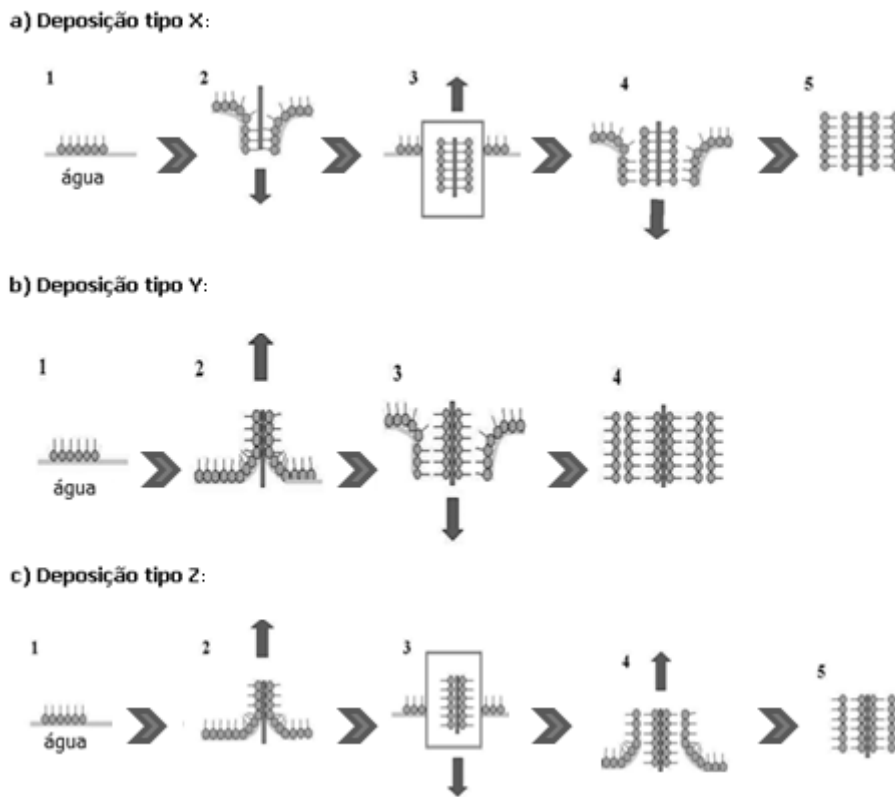 a) Deposição tipo X:
1 2 3 4 5
água
b) Deposição tipo Y:
1 2 3 4
água
c) Deposição tipo Z:
1 2 3 4 5
água